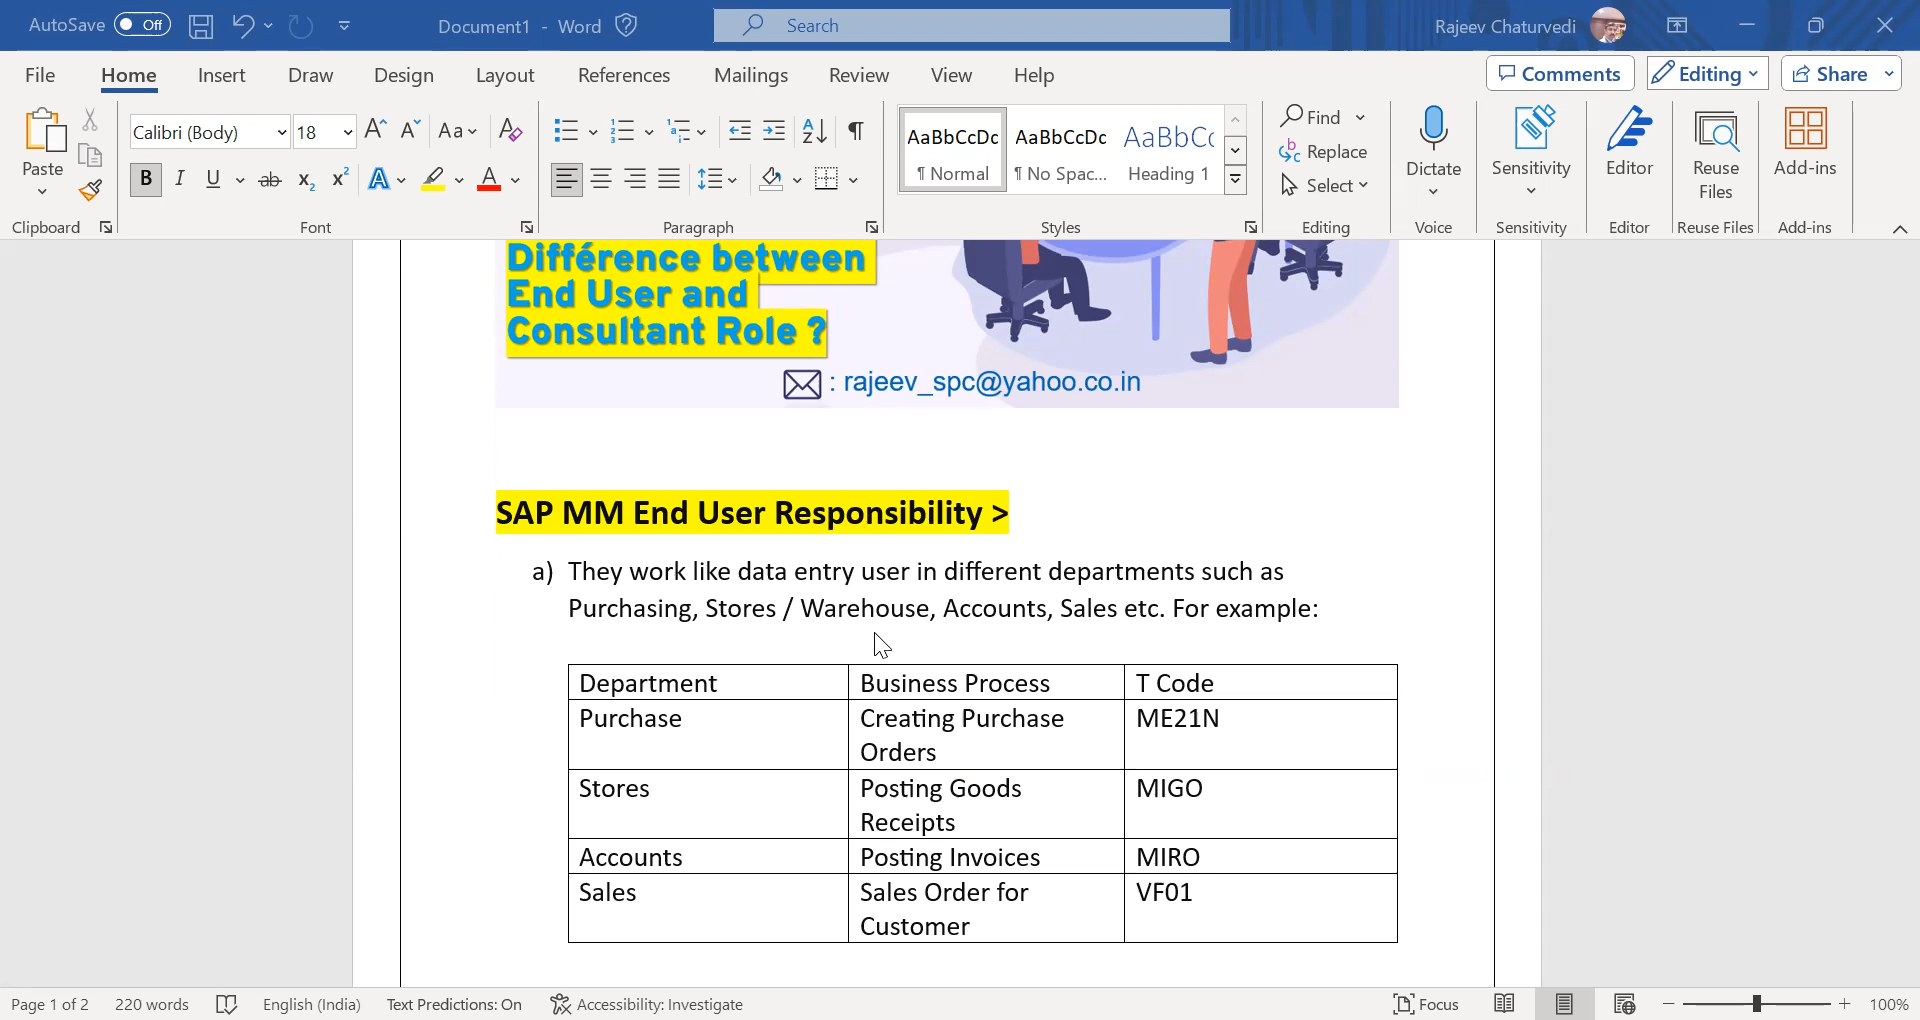 AutoSave Off Document1 - Word Search Rajeev Chaturvedi
File Home Insert Draw Design Layout References Mailings Review View Help Comments Editing Share
Paste
Calibri (Body) 18
AaBbCcDc AaBbCcDc AaBbCc
¶ Normal ¶ No Spac... Heading 1
Find
Replace
Select
Dictate
Sensitivity
Editor
Reuse
Files
Add-ins
Clipboard Font Paragraph Styles Editing Voice Sensitivity Editor Reuse Files Add-ins
Différence between
End User and
Consultant Role ?
: rajeev_spc@yahoo.co.in
SAP MM End User Responsibility >
a) They work like data entry user in different departments such as
Purchasing, Stores / Warehouse, Accounts, Sales etc. For example:
Department Business Process T Code
Purchase Creating Purchase ME21N
Orders
Stores Posting Goods MIGO
Receipts
Accounts Posting Invoices MIRO
Sales Sales Order for VF01
Customer
Page 1 of 2 220 words English (India) Text Predictions: On Accessibility: Investigate Focus 100%